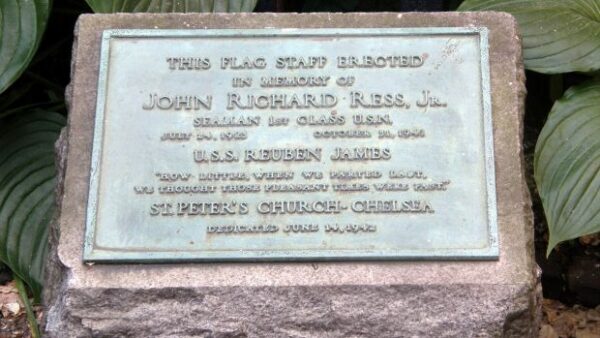 THIS FLAG STAFF ERECTED
IN MEMORY OF
JOHN RICHARD RESS, JR.
SEAMAN 1ST CLASS U.S.N.
JULY 14, OCTOBER 31, 1941
U.S.S. REUBEN JAMES
"HOW WHEN WE PARTED LAST,
WE THOUGHT THOSE PLEASANT TIMES WERE PAST."
ST. PETER'S CHURCH-CHELSEA
DEDICATED JUNE 14, 1942